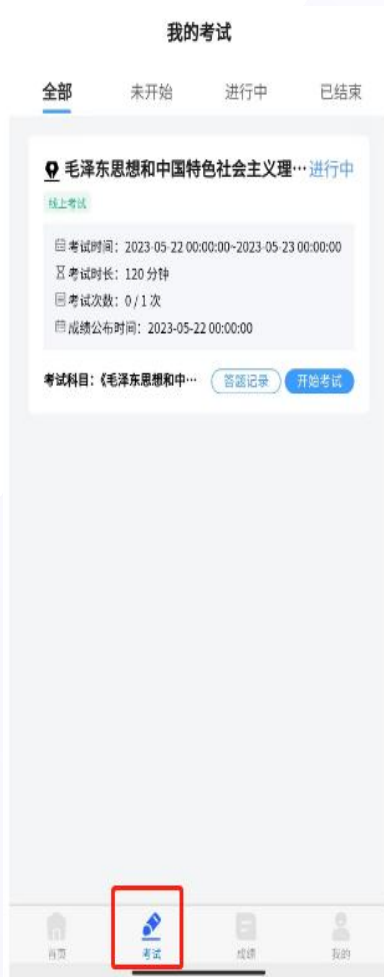 我的考试
全部 未开始 进行中 已结束
毛泽东思想和中国特色社会主义理… 进行中
线上考试
考试时间：2023-05-22 00:00:00~2023-05-23 00:00:00
考试时长：120 分钟
考试次数：0 / 1 次
成绩公布时间：2023-05-22 00:00:00
考试科目：《毛泽东思想和中… 答题记录 开始考试
首页 考试 成绩 我的